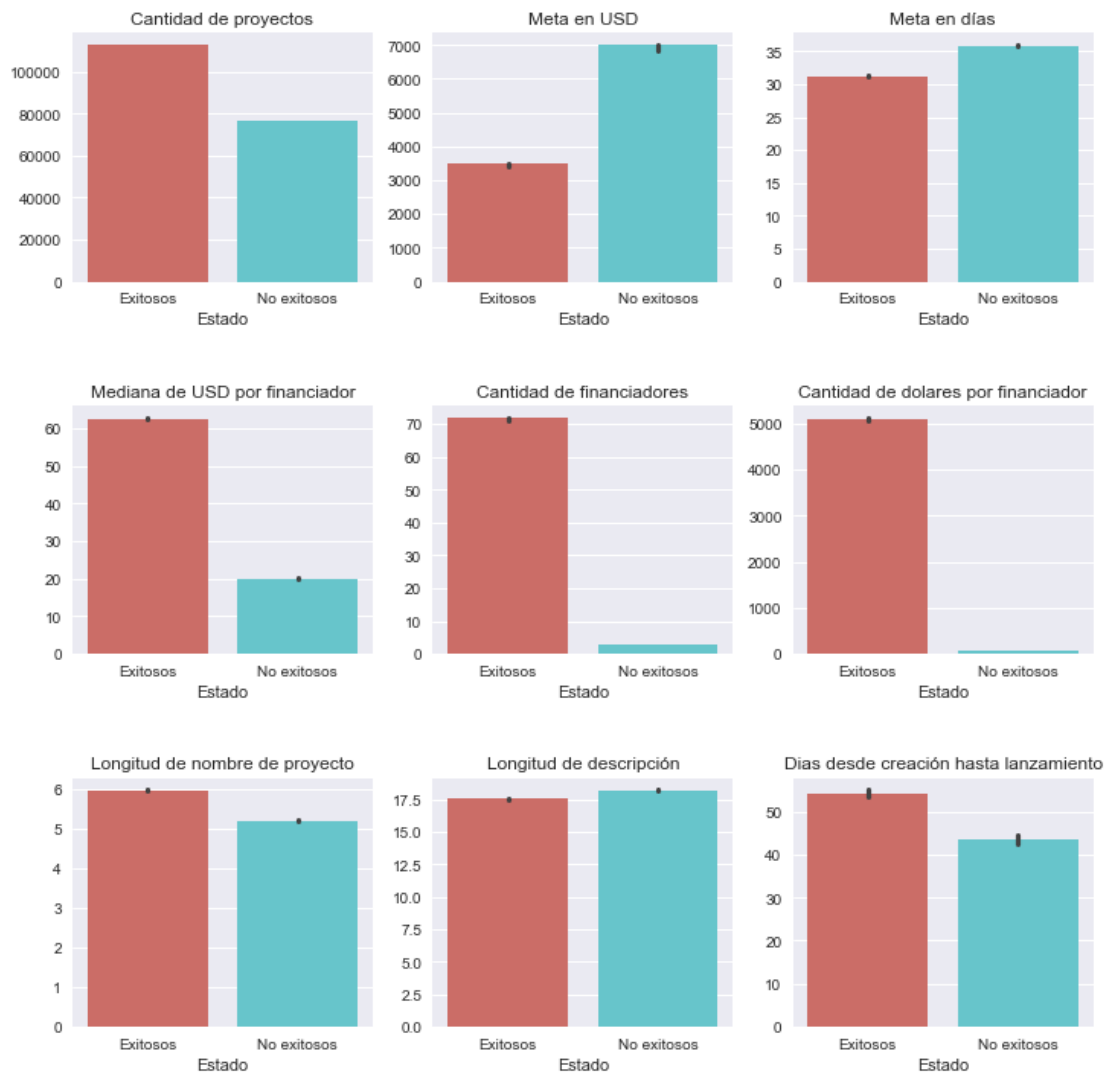 Cantidad de proyectos
100000
80000
60000
40000
20000
0
Exitosos
No exitosos
Estado
Meta en USD
7000
6000
5000
4000
3000
2000
1000
0
Exitosos
No exitosos
Estado
Meta en días
35
30
25
20
15
10
5
0
Exitosos
No exitosos
Estado
Mediana de USD por financiador
60
50
40
30
20
10
0
Exitosos
No exitosos
Estado
Cantidad de financiadores
70
60
50
40
30
20
10
0
Exitosos
No exitosos
Estado
Cantidad de dolares por financiador
5000
4000
3000
2000
1000
0
Exitosos
No exitosos
Estado
Longitud de nombre de proyecto
6
5
4
3
2
1
0
Exitosos
No exitosos
Estado
Longitud de descripción
17.5
15.0
12.5
10.0
7.5
5.0
2.5
0.0
Exitosos
No exitosos
Estado
Dias desde creación hasta lanzamiento
50
40
30
20
10
0
Exitosos
No exitosos
Estado